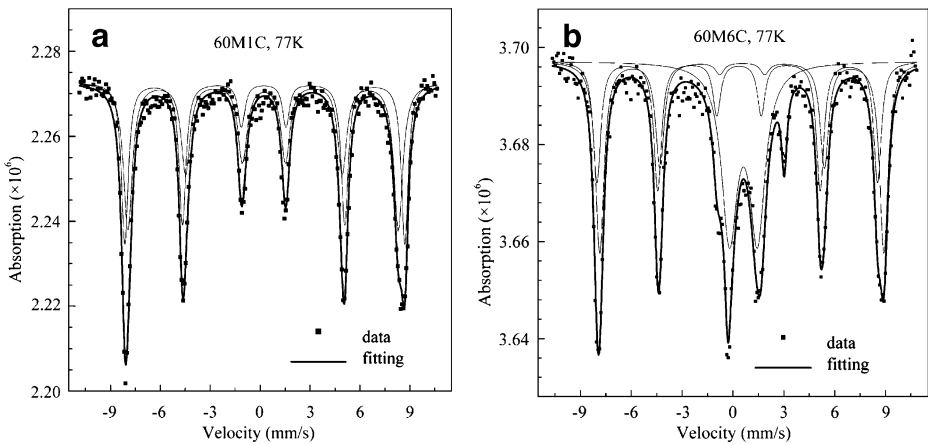 a
60M1C, 77K
2.28
2.26
2.24
2.22
2.20
Absorption (×10⁶)
data
fitting
-9 -6 -3 0 3 6 9
Velocity (mm/s)
b
60M6C, 77K
3.70
3.68
3.66
3.64
Absorption (×10⁶)
data
fitting
-9 -6 -3 0 3 6 9
Velocity (mm/s)